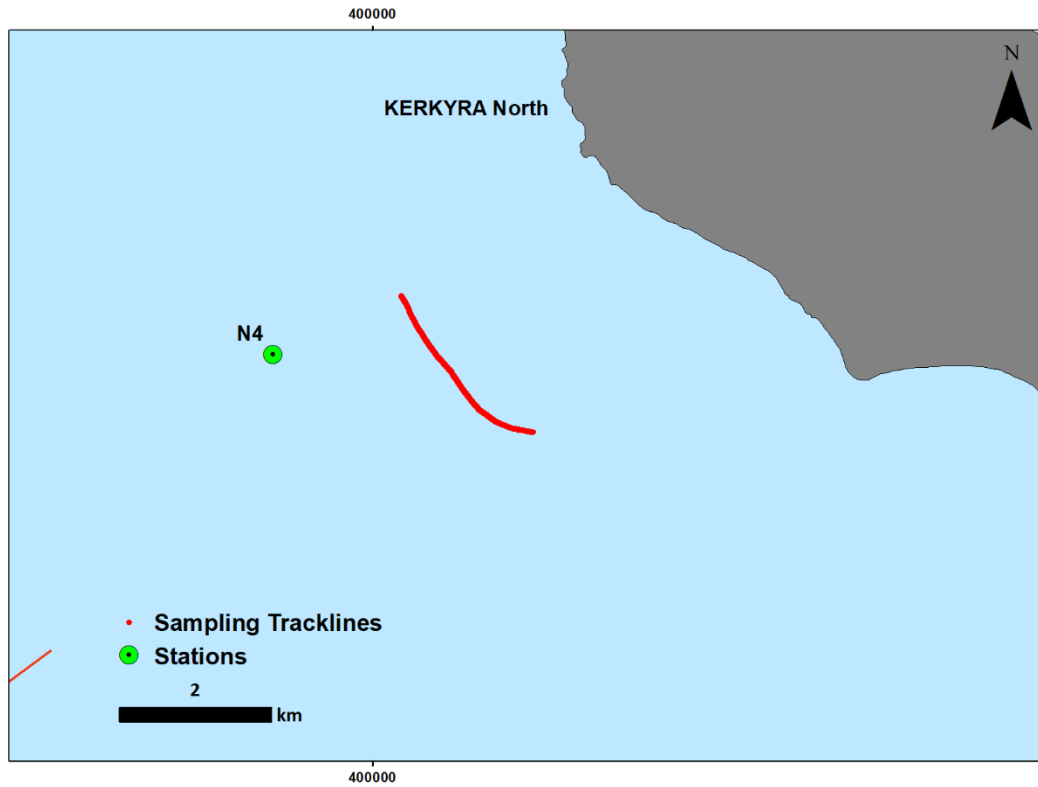 400000
N
KERKYRA North
N4
Sampling Tracklines
Stations
2
km
400000